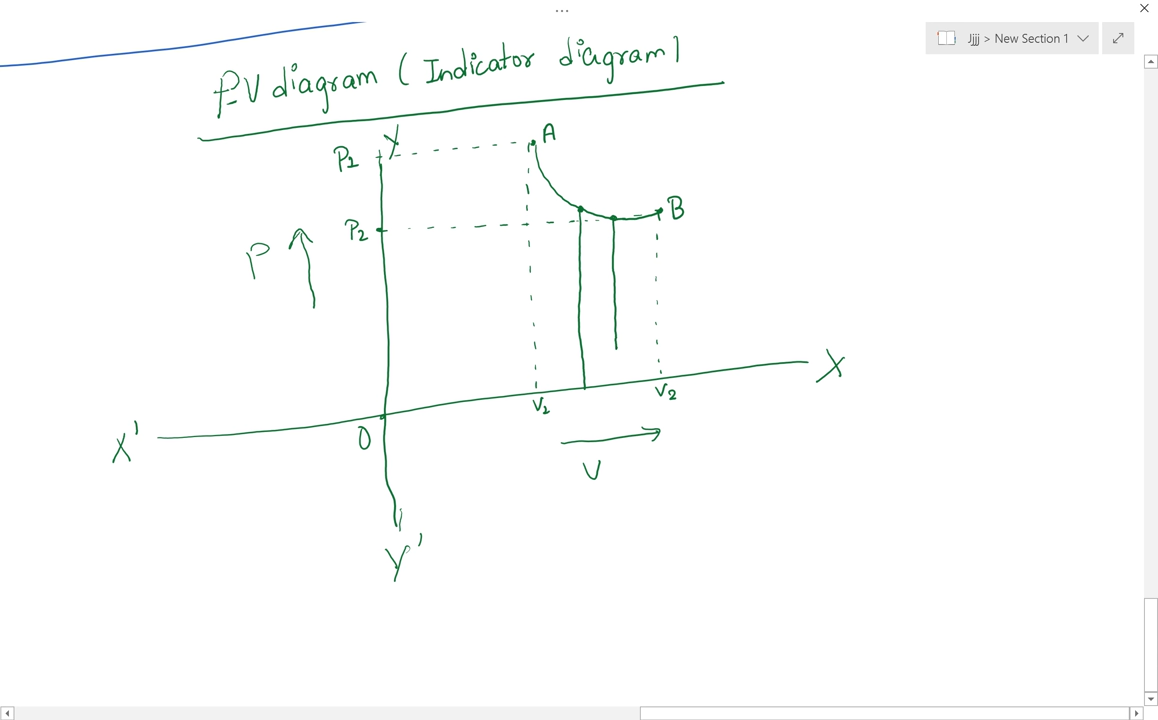 Jjjj > New Section 1
P-V diagram (Indicator diagram)
Y
A
P1
B
P2
P
X
V1
V2
O
X'
V
Y'